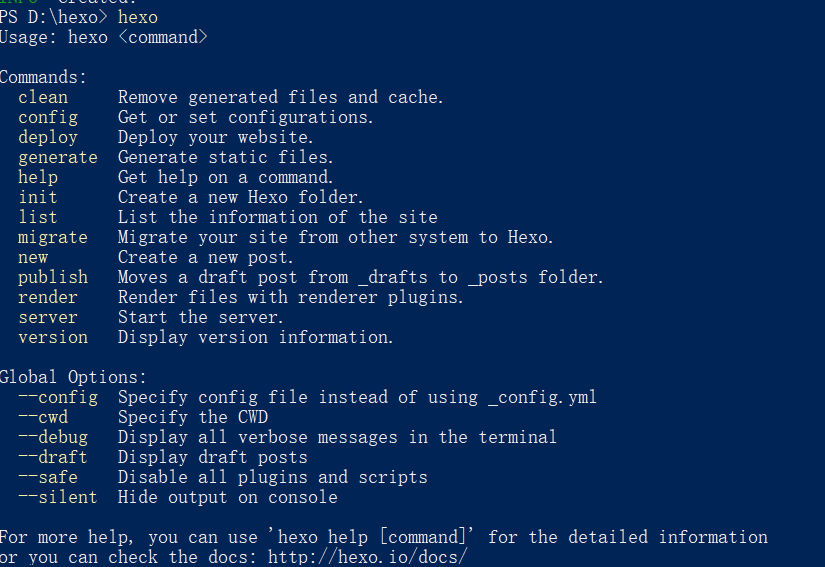 INFO  Created:
PS D:\hexo> hexo
Usage: hexo <command>
Commands:
clean     Remove generated files and cache.
config    Get or set configurations.
deploy    Deploy your website.
generate  Generate static files.
help      Get help on a command.
init      Create a new Hexo folder.
list      List the information of the site
migrate   Migrate your site from other system to Hexo.
new       Create a new post.
publish   Moves a draft post from _drafts to _posts folder.
render    Render files with renderer plugins.
server    Start the server.
version   Display version information.
Global Options:
--config  Specify config file instead of using _config.yml
--cwd     Specify the CWD
--debug   Display all verbose messages in the terminal
--draft   Display draft posts
--safe    Disable all plugins and scripts
--silent  Hide output on console
For more help, you can use 'hexo help [command]' for the detailed information
or you can check the docs: http://hexo.io/docs/